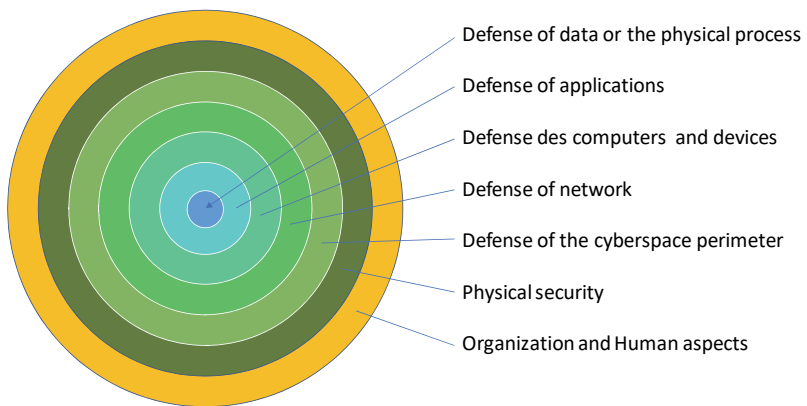 Defense of data or the physical process
Defense of applications
Defense des computers and devices
Defense of network
Defense of the cyberspace perimeter
Physical security
Organization and Human aspects